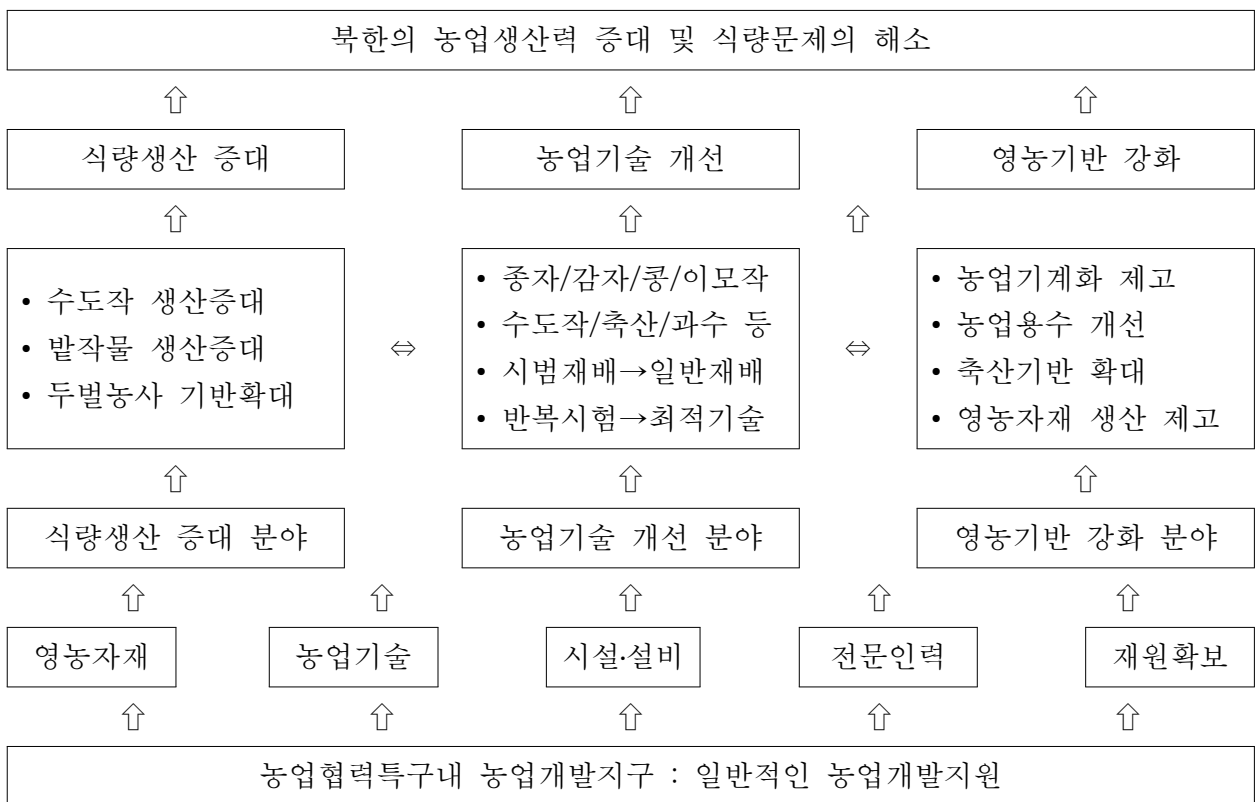 북한의 농업생산력 증대 및 식량문제의 해소
⇧ ⇧ ⇧
식량생산 증대 농업기술 개선 영농기반 강화
⇧ ⇧ ⇧
• 수도작 생산증대
• 밭작물 생산증대
• 두벌농사 기반확대
⇔
• 종자/감자/콩/이모작
• 수도작/축산/과수 등
• 시범재배→일반재배
• 반복시험→최적기술
⇔
• 농업기계화 제고
• 농업용수 개선
• 축산기반 확대
• 영농자재 생산 제고
⇧ ⇧ ⇧
식량생산 증대 분야 농업기술 개선 분야 영농기반 강화 분야
⇧ ⇧ ⇧ ⇧ ⇧
영농자재 농업기술 시설·설비 전문인력 재원확보
⇧ ⇧ ⇧ ⇧ ⇧
농업협력특구내 농업개발지구 : 일반적인 농업개발지원